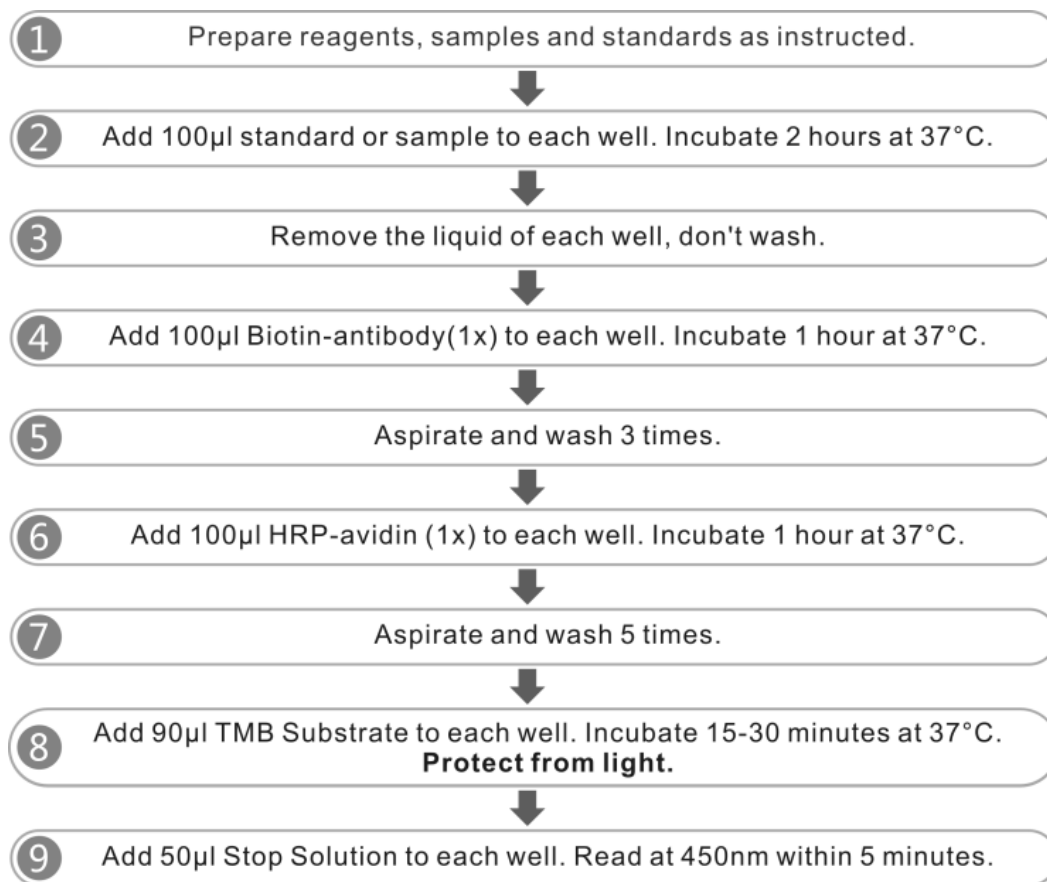 1 Prepare reagents, samples and standards as instructed.
2 Add 100µl standard or sample to each well. Incubate 2 hours at 37°C.
3 Remove the liquid of each well, don't wash.
4 Add 100µl Biotin-antibody(1x) to each well. Incubate 1 hour at 37°C.
5 Aspirate and wash 3 times.
6 Add 100µl HRP-avidin (1x) to each well. Incubate 1 hour at 37°C.
7 Aspirate and wash 5 times.
8 Add 90µl TMB Substrate to each well. Incubate 15-30 minutes at 37°C.
Protect from light.
9 Add 50µl Stop Solution to each well. Read at 450nm within 5 minutes.